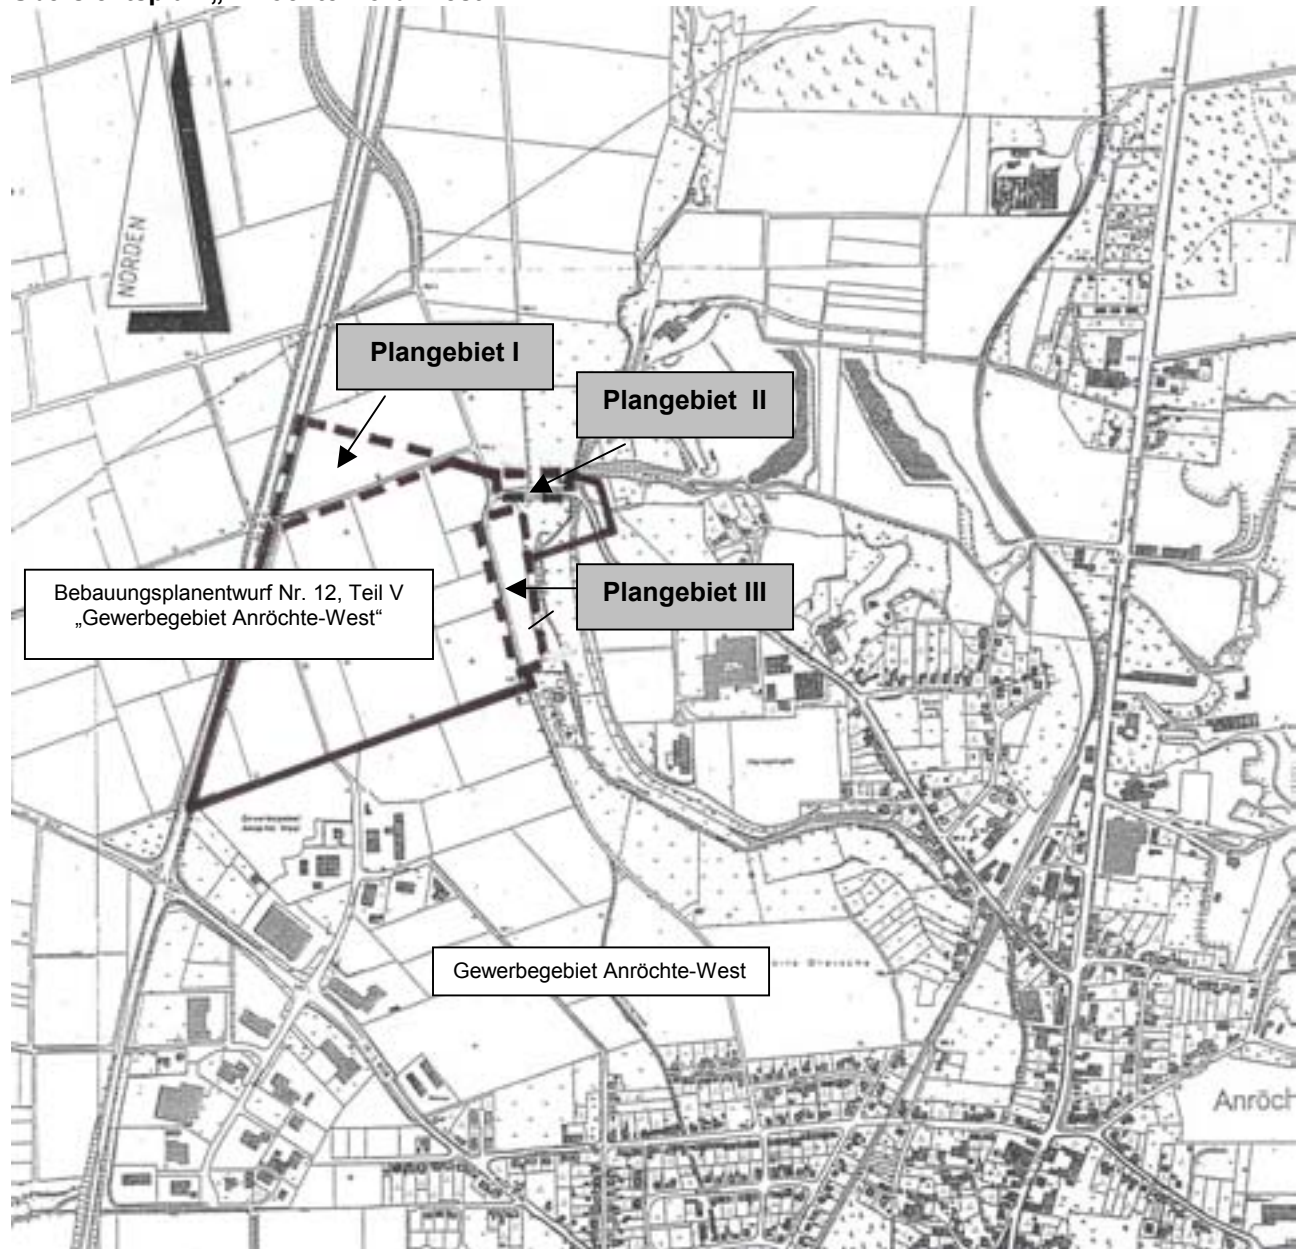 NORDEN
Plangebiet I
Plangebiet II
Bebauungsplanentwurf Nr. 12, Teil V
„Gewerbegebiet Anröchte-West“
Plangebiet III
Gewerbegebiet Anröchte-West
Anröch